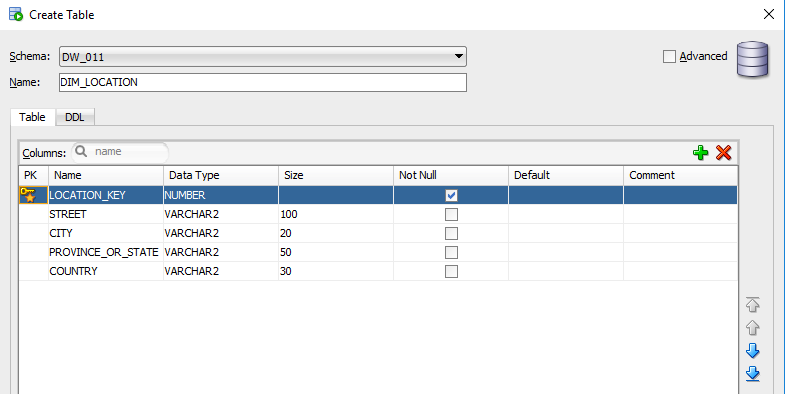 Create Table
Schema: DW_011 Advanced
Name: DIM_LOCATION
Table DDL
Columns: name
PK Name Data Type Size Not Null Default Comment
LOCATION_KEY NUMBER
STREET VARCHAR2 100
CITY VARCHAR2 20
PROVINCE_OR_STATE VARCHAR2 50
COUNTRY VARCHAR2 30